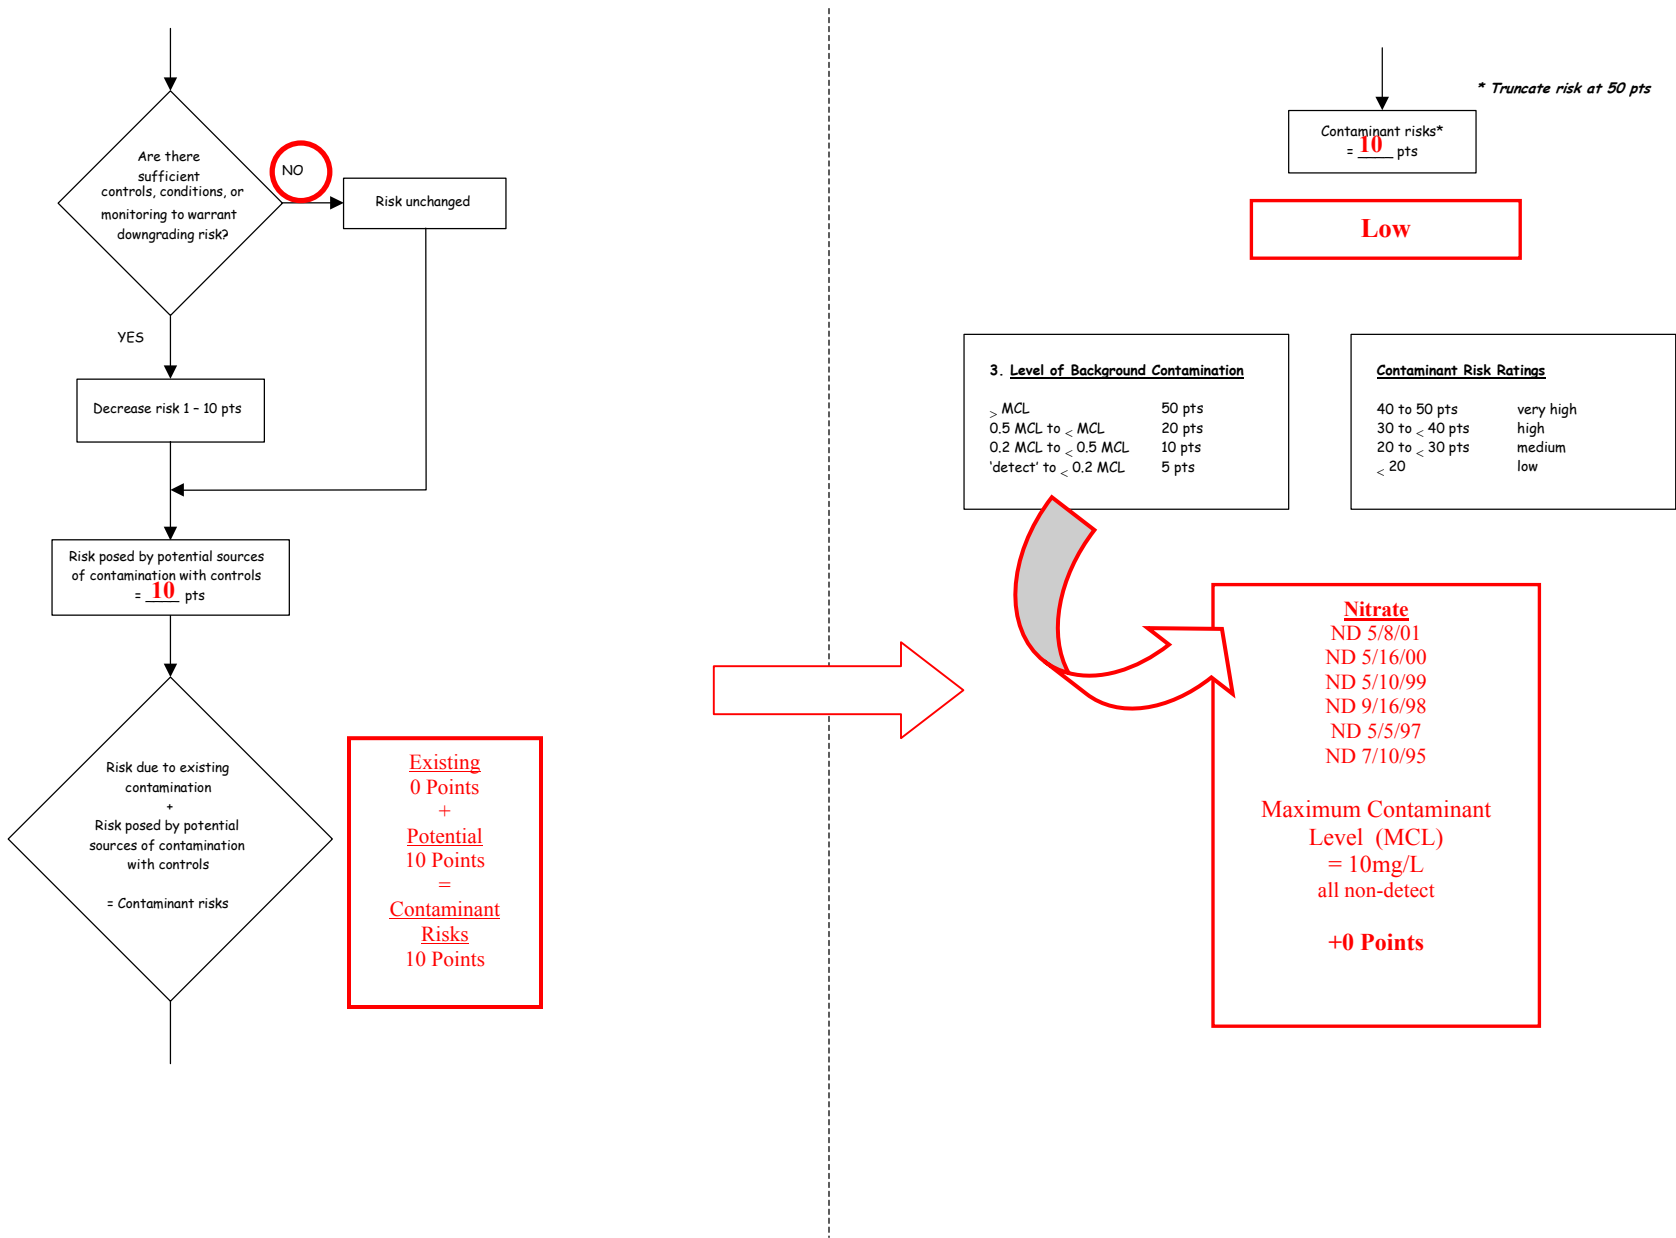 Are there
sufficient
controls, conditions, or
monitoring to warrant
downgrading risk?
NO
Risk unchanged
YES
Decrease risk 1 – 10 pts
Risk posed by potential sources
of contamination with controls
= 10 pts
Risk due to existing
contamination
+
Risk posed by potential
sources of contamination
with controls
= Contaminant risks
Existing
0 Points
+
Potential
10 Points
=
Contaminant
Risks
10 Points
* Truncate risk at 50 pts
Contaminant risks*
= 10 pts
Low
3. Level of Background Contamination
> MCL 50 pts
0.5 MCL to < MCL 20 pts
0.2 MCL to < 0.5 MCL 10 pts
'detect' to < 0.2 MCL 5 pts
Contaminant Risk Ratings
40 to 50 pts very high
30 to < 40 pts high
20 to < 30 pts medium
< 20 low
Nitrate
ND 5/8/01
ND 5/16/00
ND 5/10/99
ND 9/16/98
ND 5/5/97
ND 7/10/95
Maximum Contaminant
Level (MCL)
= 10mg/L
all non-detect
+0 Points